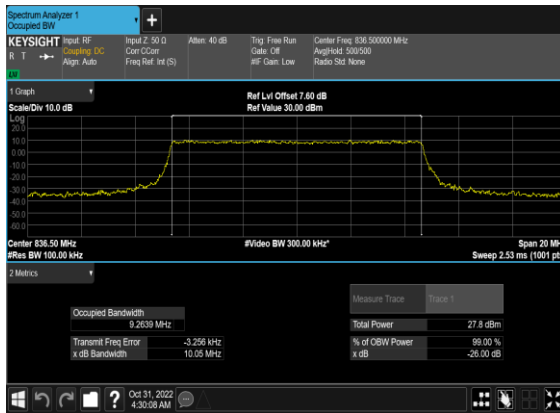 Spectrum Analyzer 1
Occupied BW
+
KEYSIGHT
R T
Input: RF
Coupling: DC
Align: Auto
Input Z: 50 Ω
Corr CCorr
Freq Ref: Int (S)
Atten: 40 dB
Trig: Free Run
Gate: Off
#IF Gain: Low
Center Freq: 836.500000 MHz
Avg|Hold: 500/500
Radio Std: None
1 Graph
Scale/Div 10.0 dB
Ref Lvl Offset 7.60 dB
Ref Value 30.00 dBm
Log
20.0
10.0
0.00
-10.0
-20.0
-30.0
-40.0
-50.0
-60.0
Center 836.50 MHz
#Res BW 100.00 kHz
#Video BW 300.00 kHz*
Span 20 MH
Sweep 2.53 ms (1001 pt
2 Metrics
Measure Trace
Trace 1
Occupied Bandwidth
9.2639 MHz
Total Power
27.8 dBm
Transmit Freq Error
-3.256 kHz
% of OBW Power
99.00 %
x dB Bandwidth
10.05 MHz
x dB
-26.00 dB
?
Oct 31, 2022
4:30:08 AM